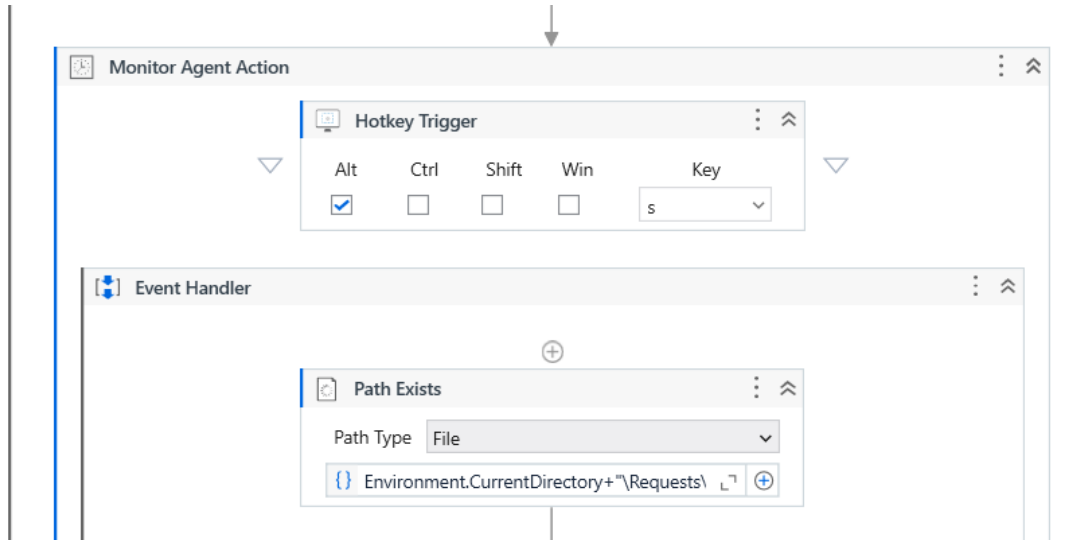 Monitor Agent Action
Hotkey Trigger
Alt Ctrl Shift Win Key
s
Event Handler
Path Exists
Path Type File
{} Environment.CurrentDirectory+"\Requests\